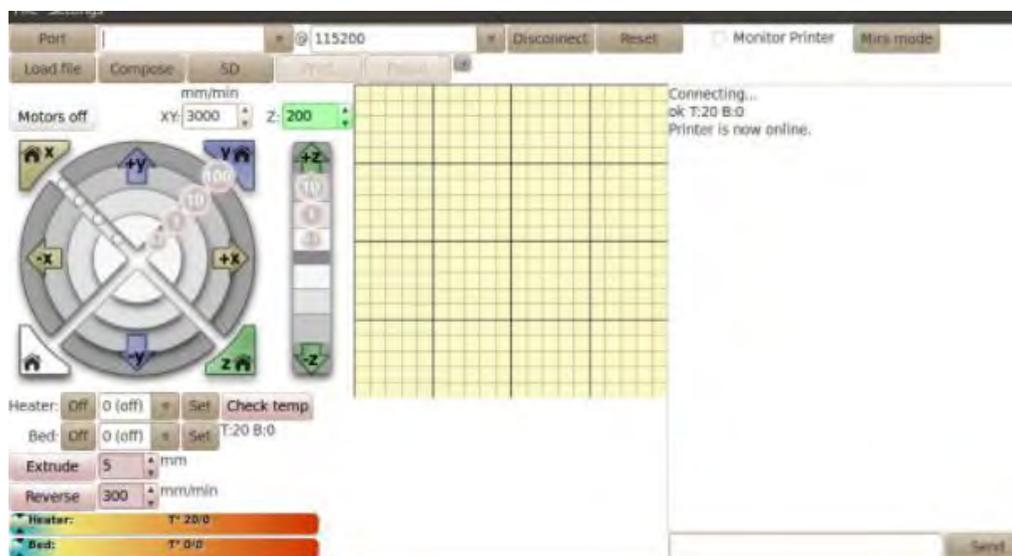 File Settings
Port @ 115200 Disconnect Reset Monitor Printer Mini mode
Load file Compose SD Print Pause
mm/min
Motors off XY: 3000 Z: 200
x +y y +z
100
10 10
1 1
-x +x
-y z -z
Heater: Off 0 (off) Set Check temp
Bed: Off 0 (off) Set T:20 B:0
Extrude 5 mm
Reverse 300 mm/min
Heater: T° 20/0
Bed: T° 0/0
Connecting...
ok T:20 B:0
Printer is now online.
Send